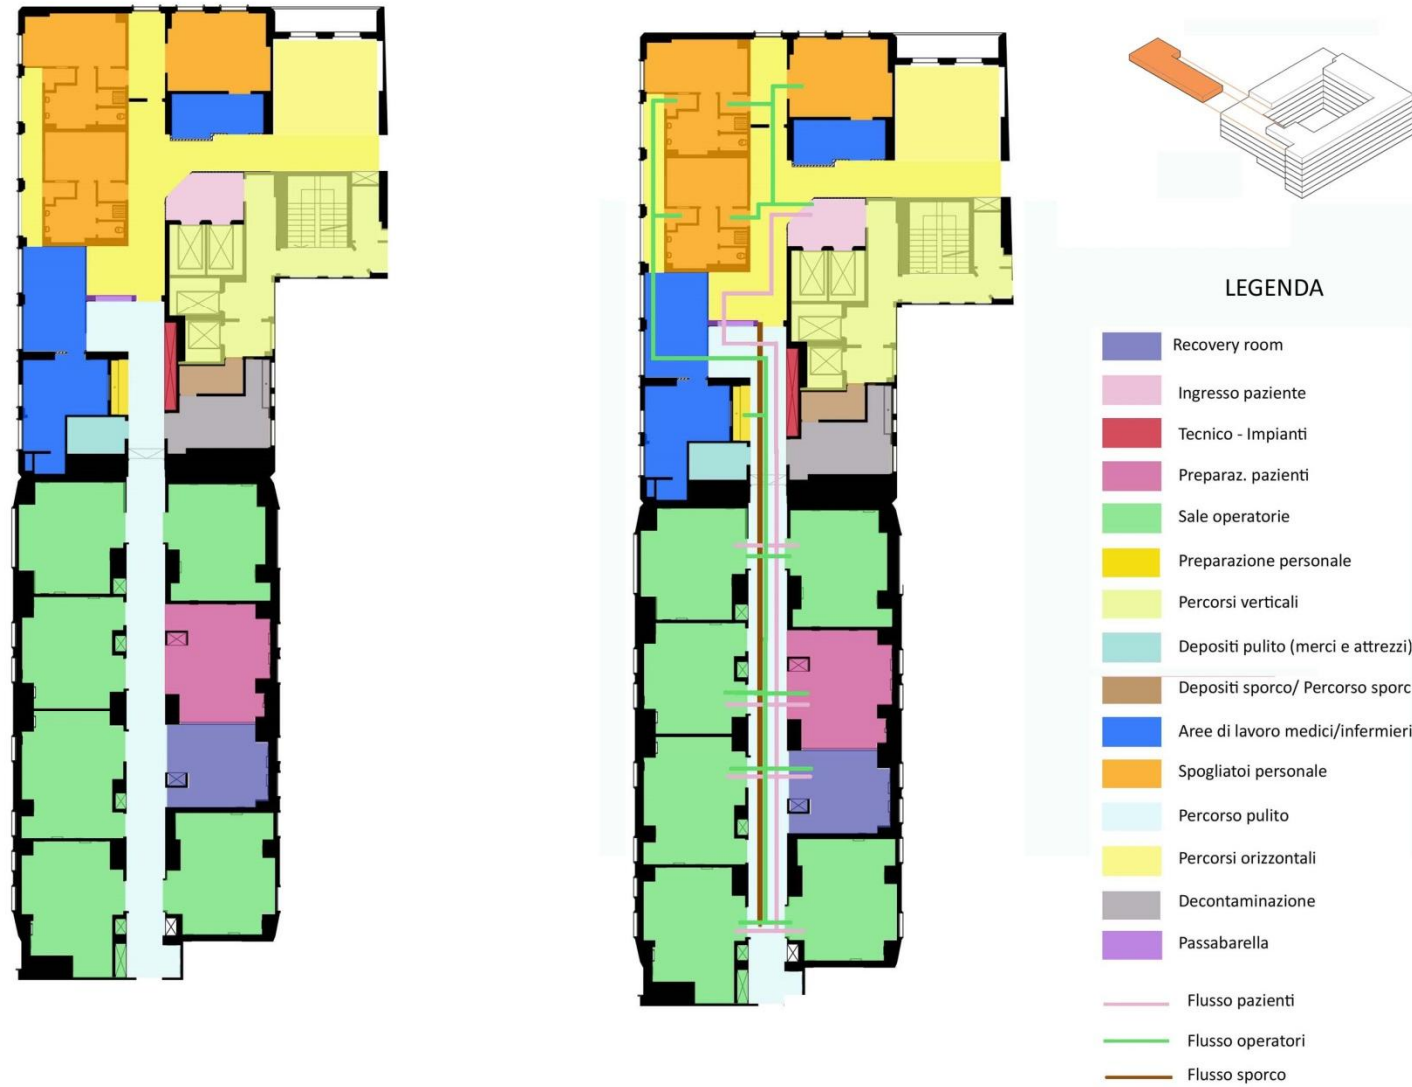 LEGENDA
Recovery room
Ingresso paziente
Tecnico - Impianti
Preparaz. pazienti
Sale operatorie
Preparazione personale
Percorsi verticali
Depositi pulito (merci e attrezzi)
Depositi sporco/ Percorso sporc
Aree di lavoro medici/infermieri
Spogliatoi personale
Percorso pulito
Percorsi orizzontali
Decontaminazione
Passabarella
Flusso pazienti
Flusso operatori
Flusso sporco